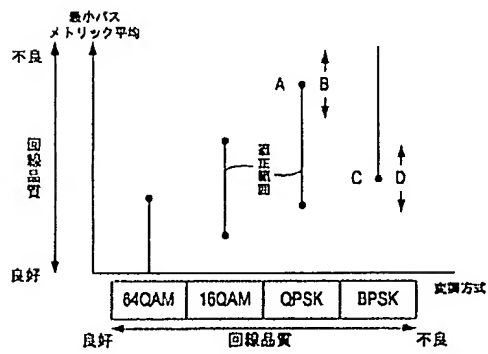 最小パス
メトリック平均
不良
回線品質
良好
A
B
適正範囲
C
D
64QAM
16QAM
QPSK
BPSK
変調方式
良好
回線品質
不良